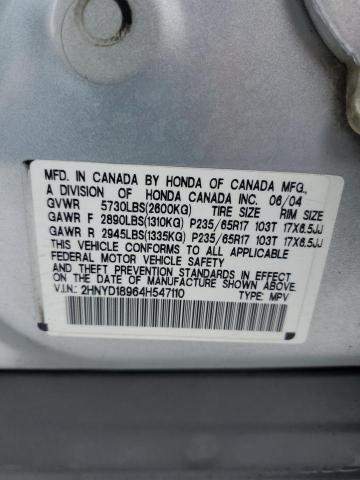 MFD. IN CANADA BY HONDA OF CANADA MFG.,
A DIVISION OF HONDA CANADA INC. 06/04
GVWR 5730LBS(2600KG) TIRE SIZE RIM SIZE
GAWR F 2890LBS(1310KG) P235/65R17 103T 17X6.5JJ
GAWR R 2945LBS(1335KG) P235/65R17 103T 17X6.5JJ
THIS VEHICLE CONFORMS TO ALL APPLICABLE
FEDERAL MOTOR VEHICLE SAFETY
AND THEFT PREVENTION STANDARDS IN EFFECT
ON THE DATE OF MANUFACTURE SHOWN ABOVE.
V.I.N.: 2HNYD18964H547110 TYPE: MPV